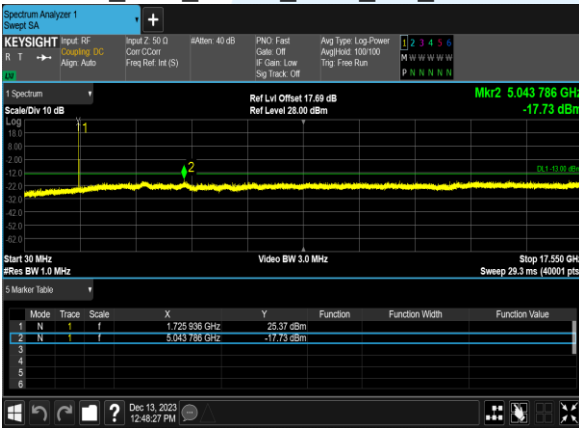 Spectrum Analyzer 1
Swept SA
+
KEYSIGHT Input: RF Input Z: 50 Ω #Atten: 40 dB PNO: Fast Avg Type: Log-Power 1 2 3 4 5 6
R T Coupling: DC Corr CCorr Gate: Off Avg|Hold: 100/100 M W W W W W
Align: Auto Freq Ref: Int (S) IF Gain: Low Trig: Free Run
LXI Sig Track: Off P N N N N N
1 Spectrum Ref Lvl Offset 17.69 dB Mkr2 5.043 786 GHz
Scale/Div 10 dB Ref Level 28.00 dBm -17.73 dBm
Log
1
18.0
8.00
-2.00
2
-12.0 DL1 -13.00 dBm
-22.0
-32.0
-42.0
-52.0
-62.0
Start 30 MHz Video BW 3.0 MHz Stop 17.550 GHz
#Res BW 1.0 MHz Sweep 29.3 ms (40001 pts
5 Marker Table
Mode Trace Scale X Y Function Function Width Function Value
1 N 1 f 1.725 936 GHz 25.37 dBm
2 N 1 f 5.043 786 GHz -17.73 dBm
3
4
5
6
? Dec 13, 2023
12:48:27 PM